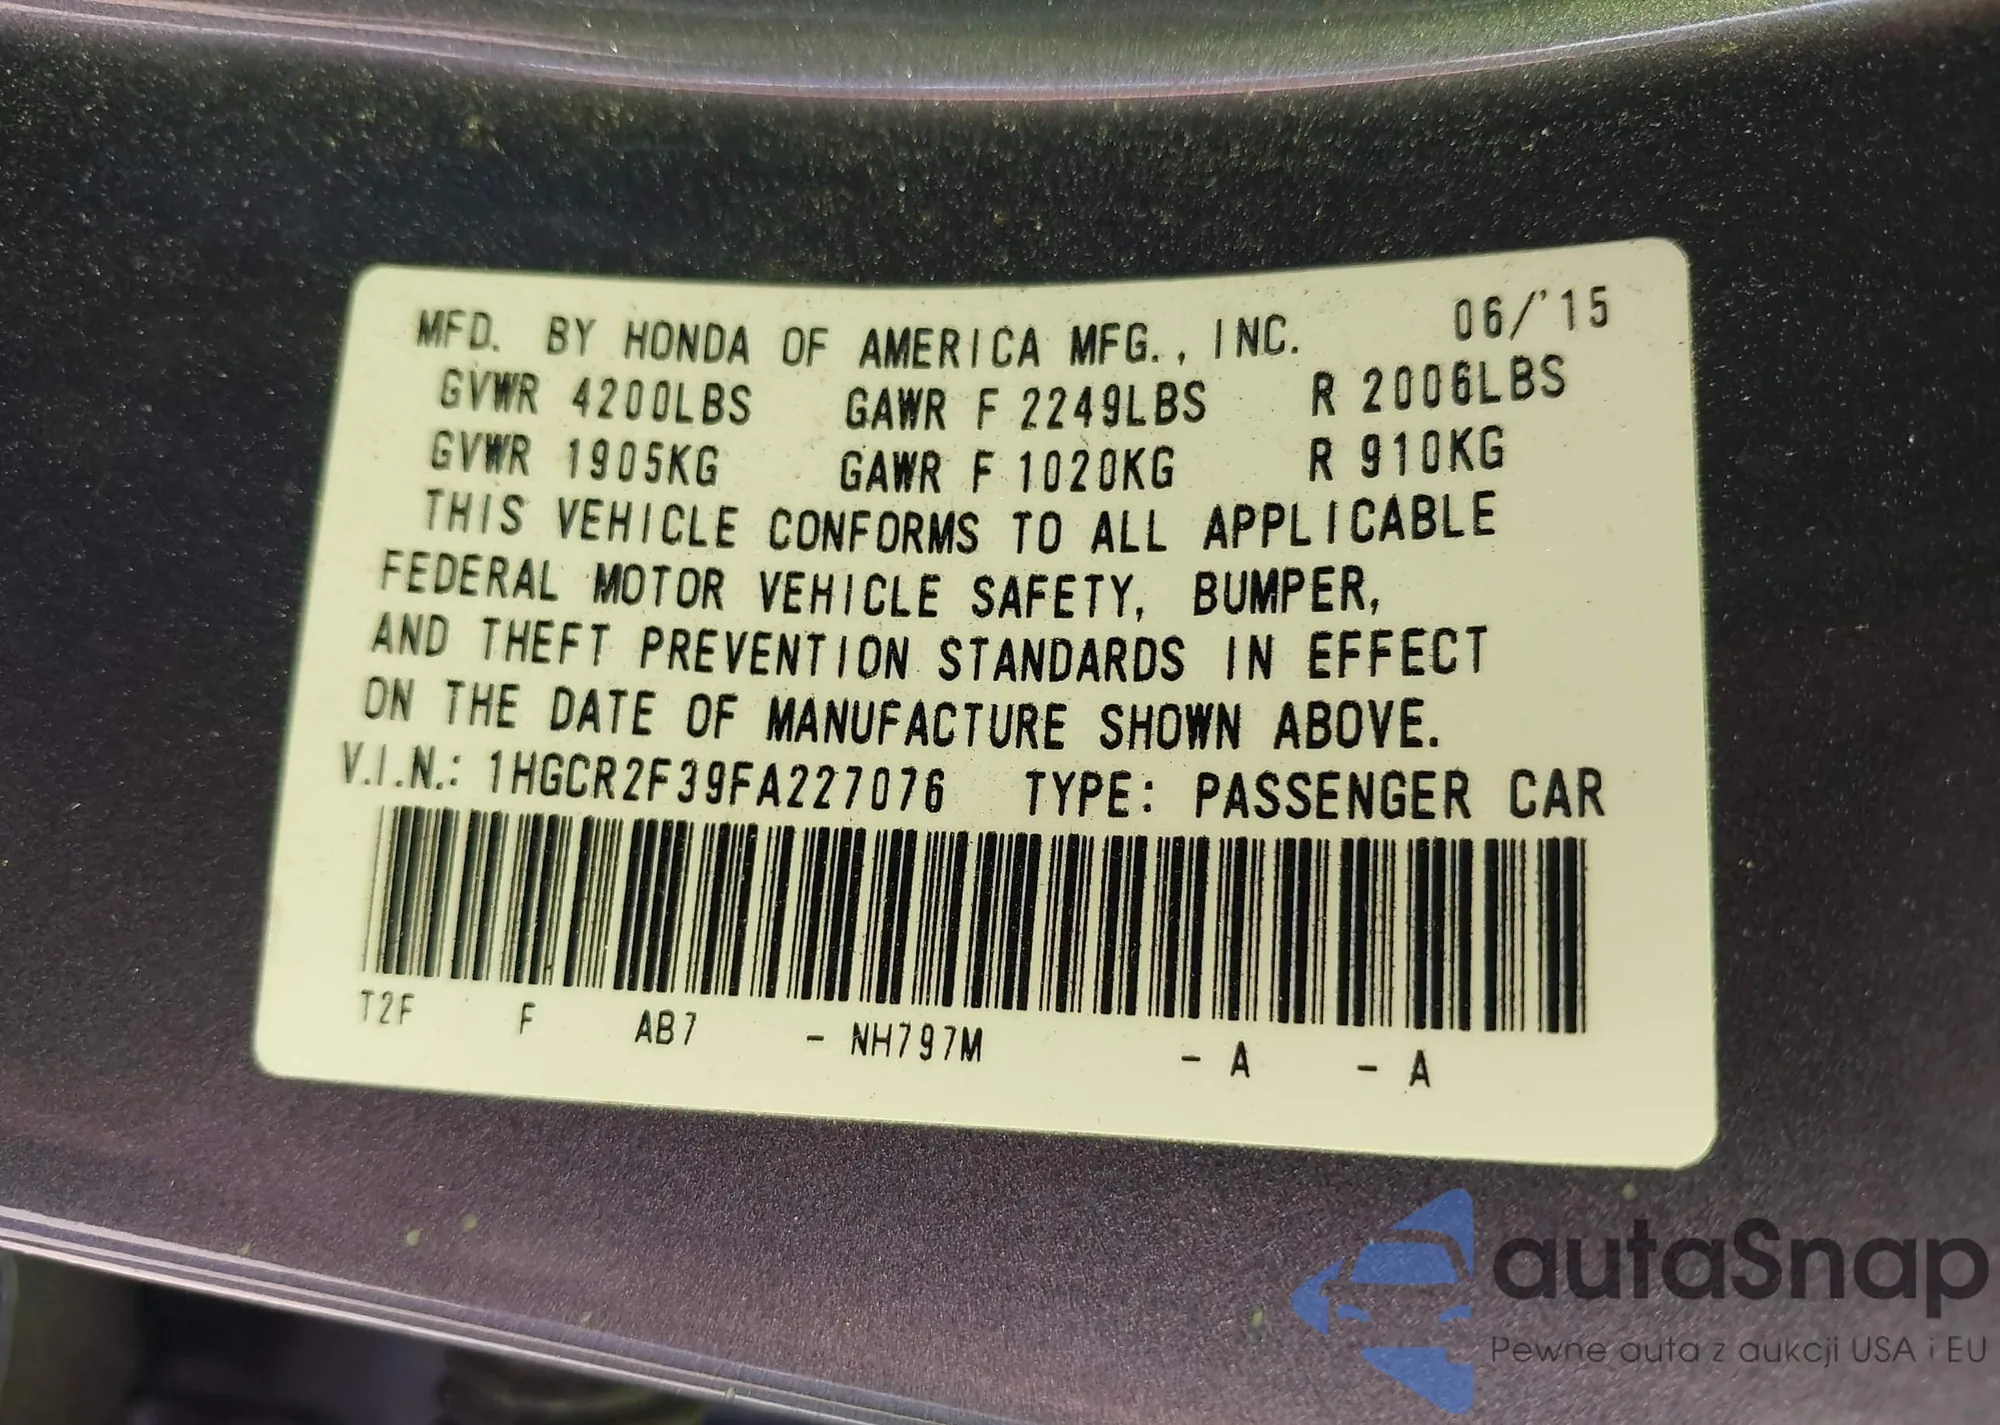 MFD. BY HONDA OF AMERICA MFG., INC. 06/'15
GVWR 4200LBS GAWR F 2249LBS R 2006LBS
GVWR 1905KG GAWR F 1020KG R 910KG
THIS VEHICLE CONFORMS TO ALL APPLICABLE
FEDERAL MOTOR VEHICLE SAFETY, BUMPER,
AND THEFT PREVENTION STANDARDS IN EFFECT
ON THE DATE OF MANUFACTURE SHOWN ABOVE.
V.I.N.: 1HGCR2F39FA227076 TYPE: PASSENGER CAR
T2F F AB7 - NH797M - A - A
autaSnap
Pewne auta z aukcji USA i EU